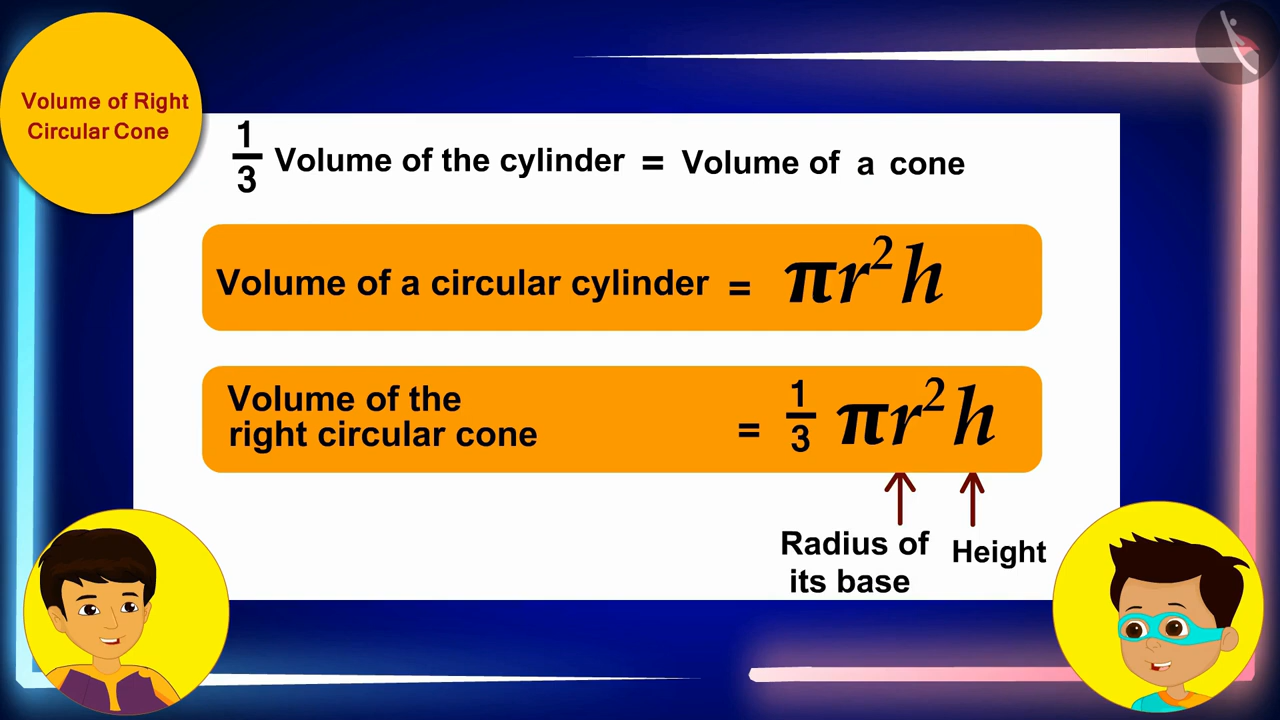 Volume of Right
Circular Cone
1/3 Volume of the cylinder = Volume of a cone
Volume of a circular cylinder = πr²h
Volume of the
right circular cone = 1/3 πr²h
Radius of
its base
Height